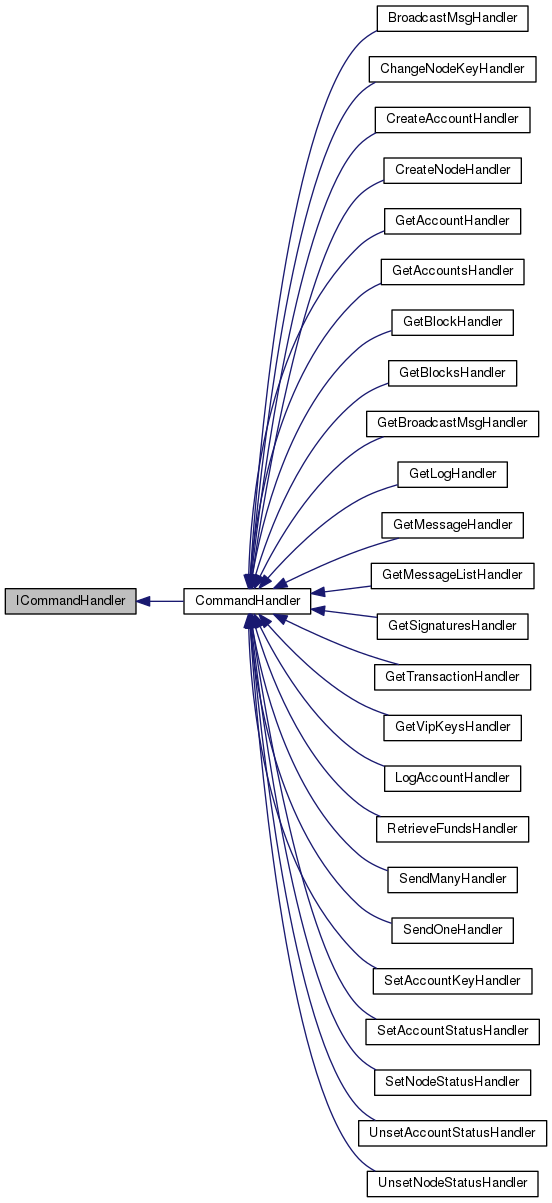 BroadcastMsgHandler
ChangeNodeKeyHandler
CreateAccountHandler
CreateNodeHandler
GetAccountHandler
GetAccountsHandler
GetBlockHandler
GetBlocksHandler
GetBroadcastMsgHandler
GetLogHandler
GetMessageHandler
GetMessageListHandler
ICommandHandler
CommandHandler
GetSignaturesHandler
GetTransactionHandler
GetVipKeysHandler
LogAccountHandler
RetrieveFundsHandler
SendManyHandler
SendOneHandler
SetAccountKeyHandler
SetAccountStatusHandler
SetNodeStatusHandler
UnsetAccountStatusHandler
UnsetNodeStatusHandler